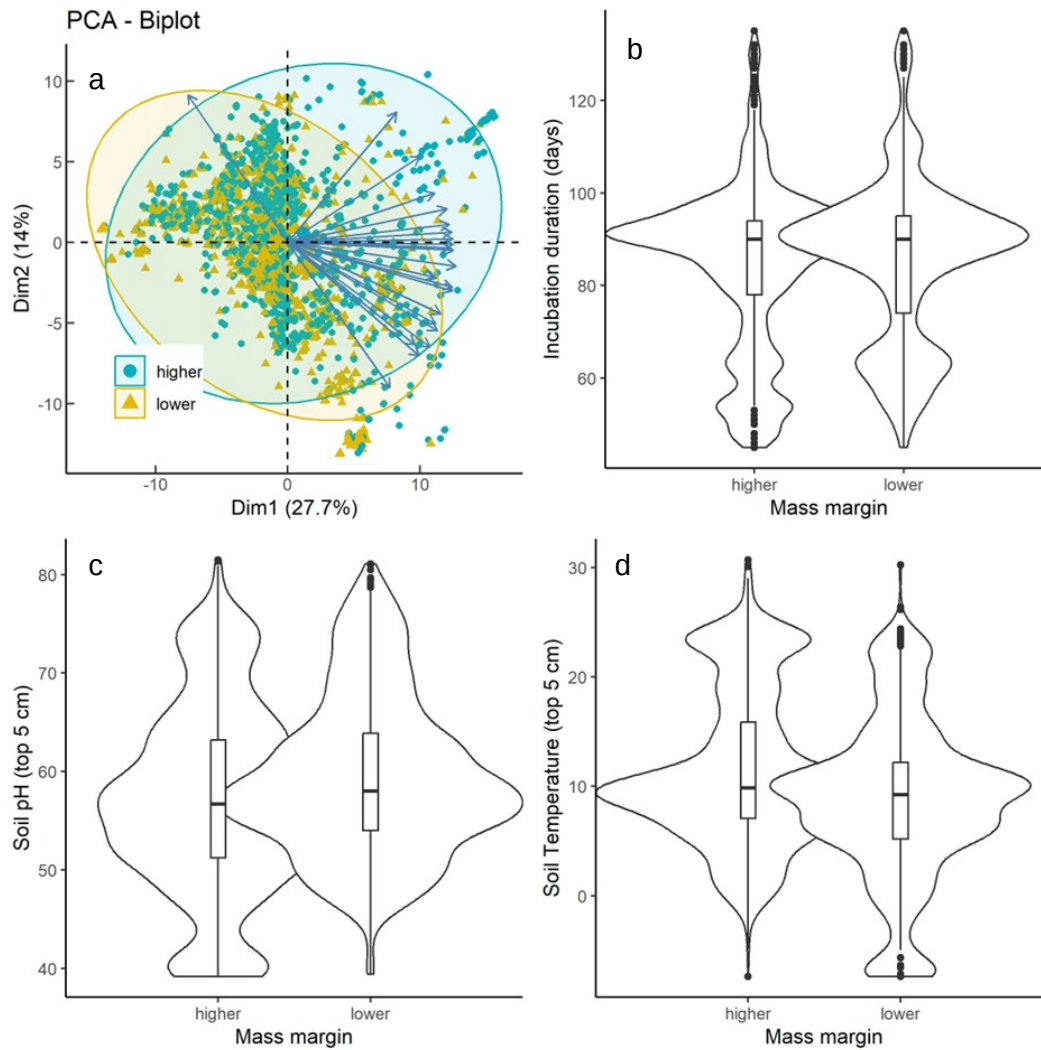 PCA - Biplot
a
10
5
0
-5
-10
Dim2 (14%)
higher
lower
-10
0
10
Dim1 (27.7%)
b
120
100
80
60
Incubation duration (days)
higher
lower
Mass margin
c
80
70
60
50
40
Soil pH (top 5 cm)
higher
lower
Mass margin
d
30
20
10
0
Soil Temperature (top 5 cm)
higher
lower
Mass margin